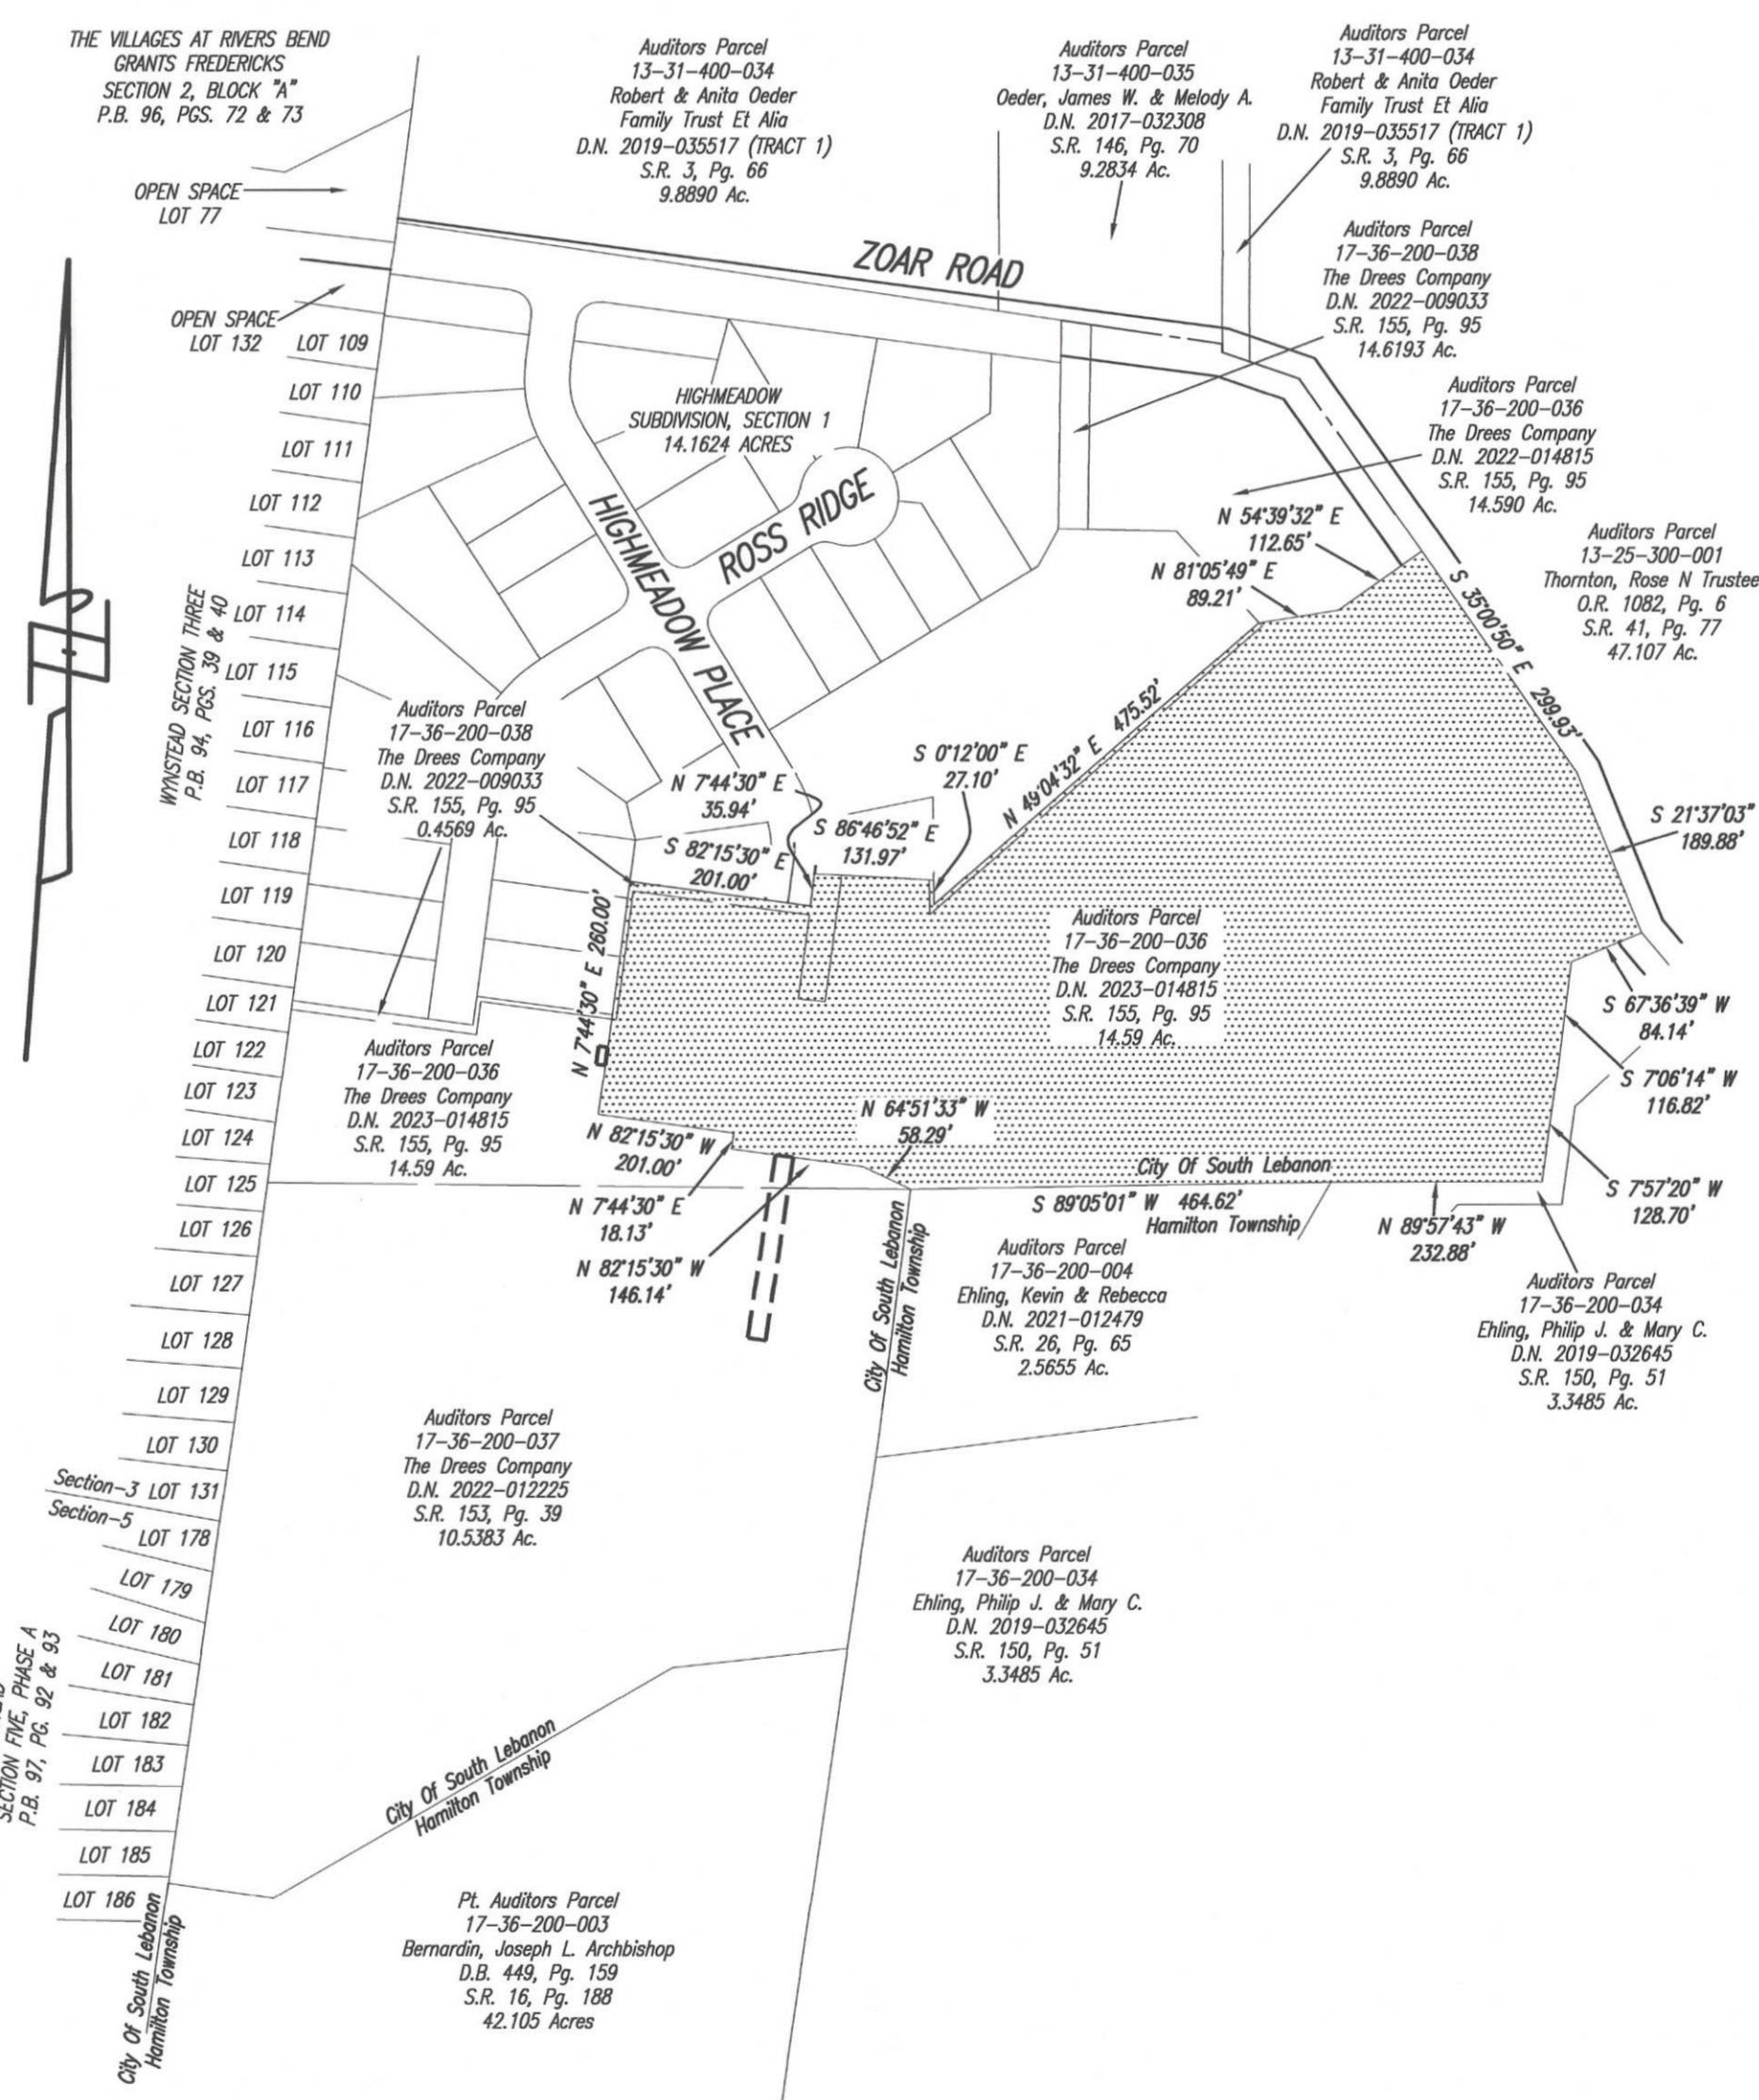 THE VILLAGES AT RIVERS BEND
GRANTS FREDERICKS
SECTION 2, BLOCK "A"
P.B. 96, PGS. 72 & 73
Auditors Parcel
13-31-400-034
Robert & Anita Oeder
Family Trust Et Alia
D.N. 2019-035517 (TRACT 1)
S.R. 3, Pg. 66
9.8890 Ac.
Auditors Parcel
13-31-400-035
Oeder, James W. & Melody A.
D.N. 2017-032308
S.R. 146, Pg. 70
9.2834 Ac.
Auditors Parcel
13-31-400-034
Robert & Anita Oeder
Family Trust Et Alia
D.N. 2019-035517 (TRACT 1)
S.R. 3, Pg. 66
9.8890 Ac.
OPEN SPACE
LOT 77
ZOAR ROAD
Auditors Parcel
17-36-200-038
The Drees Company
D.N. 2022-009033
S.R. 155, Pg. 95
14.6193 Ac.
OPEN SPACE
LOT 132
LOT 109
LOT 110
LOT 111
LOT 112
LOT 113
LOT 114
LOT 115
LOT 116
LOT 117
LOT 118
LOT 119
LOT 120
LOT 121
LOT 122
LOT 123
LOT 124
LOT 125
LOT 126
LOT 127
LOT 128
LOT 129
LOT 130
Section-3 LOT 131
Section-5
LOT 178
LOT 179
LOT 180
LOT 181
LOT 182
LOT 183
LOT 184
LOT 185
LOT 186
WYNSTEAD SECTION THREE
P.B. 94, PGS. 39 & 40
SECTION FIVE, PHASE A
P.B. 97, PG. 92 & 93
HIGHMEADOW
SUBDIVISION, SECTION 1
14.1624 ACRES
HIGHMEADOW PLACE
ROSS RIDGE
Auditors Parcel
17-36-200-036
The Drees Company
D.N. 2022-014815
S.R. 155, Pg. 95
14.590 Ac.
N 54°39'32" E
112.65'
N 81°05'49" E
89.21'
S 35°00'50" E 299.93'
Auditors Parcel
13-25-300-001
Thornton, Rose N Trustee
O.R. 1082, Pg. 6
S.R. 41, Pg. 77
47.107 Ac.
Auditors Parcel
17-36-200-038
The Drees Company
D.N. 2022-009033
S.R. 155, Pg. 95
0.4569 Ac.
N 7°44'30" E
35.94'
S 82°15'30" E
201.00'
S 86°46'52" E
131.97'
S 0°12'00" E
27.10'
N 49°04'32" E 475.52'
S 21°37'03"
189.88'
N 7°44'30" E 260.00'
Auditors Parcel
17-36-200-036
The Drees Company
D.N. 2023-014815
S.R. 155, Pg. 95
14.59 Ac.
S 67°36'39" W
84.14'
S 7°06'14" W
116.82'
Auditors Parcel
17-36-200-036
The Drees Company
D.N. 2023-014815
S.R. 155, Pg. 95
14.59 Ac.
N 64°51'33" W
58.29'
N 82°15'30" W
201.00'
N 7°44'30" E
18.13'
N 82°15'30" W
146.14'
City Of South Lebanon
S 89°05'01" W 464.62'
Hamilton Township
N 89°57'43" W
232.88'
S 7°57'20" W
128.70'
City Of South Lebanon
Hamilton Township
Auditors Parcel
17-36-200-004
Ehling, Kevin & Rebecca
D.N. 2021-012479
S.R. 26, Pg. 65
2.5655 Ac.
Auditors Parcel
17-36-200-034
Ehling, Philip J. & Mary C.
D.N. 2019-032645
S.R. 150, Pg. 51
3.3485 Ac.
Auditors Parcel
17-36-200-037
The Drees Company
D.N. 2022-012225
S.R. 153, Pg. 39
10.5383 Ac.
Auditors Parcel
17-36-200-034
Ehling, Philip J. & Mary C.
D.N. 2019-032645
S.R. 150, Pg. 51
3.3485 Ac.
City Of South Lebanon
Hamilton Township
Pt. Auditors Parcel
17-36-200-003
Bernardin, Joseph L. Archbishop
D.B. 449, Pg. 159
S.R. 16, Pg. 188
42.105 Acres
City Of South Lebanon
Hamilton Township